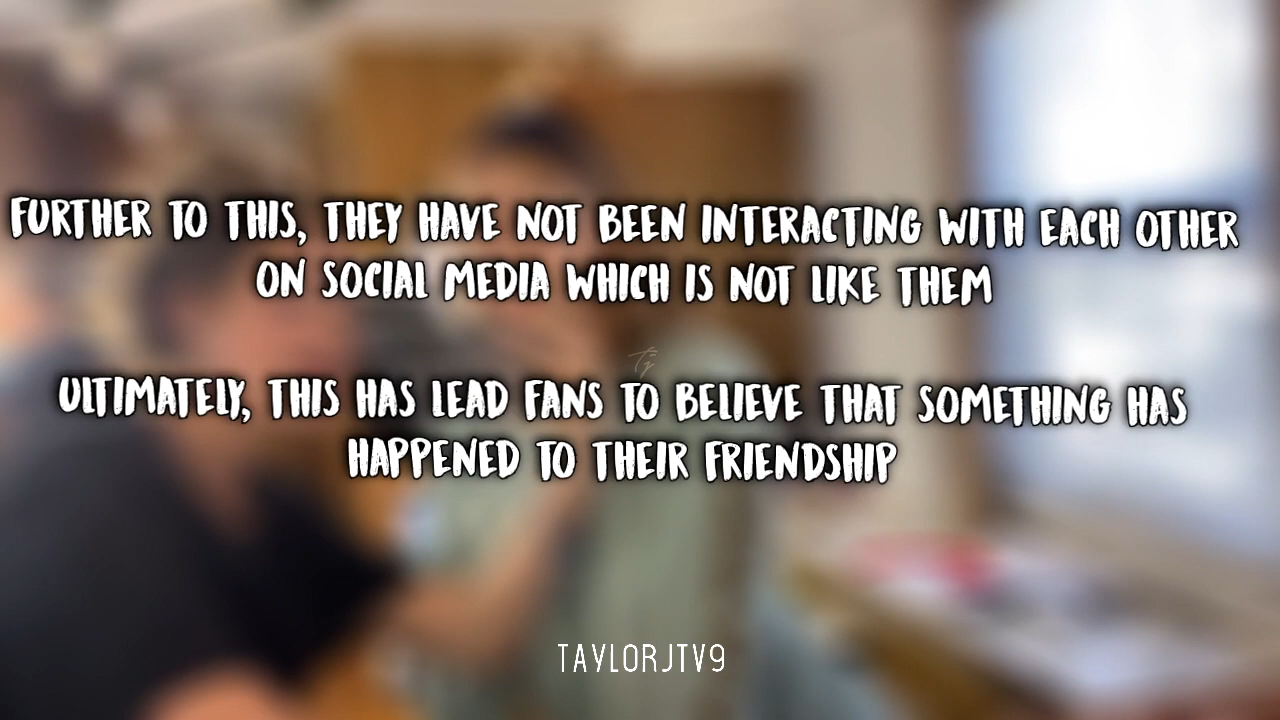 FURTHER TO THIS, THEY HAVE NOT BEEN INTERACTING WITH EACH OTHER
ON SOCIAL MEDIA WHICH IS NOT LIKE THEM
ULTIMATELY, THIS HAS LEAD FANS TO BELIEVE THAT SOMETHING HAS
HAPPENED TO THEIR FRIENDSHIP
TAYLORJTV9